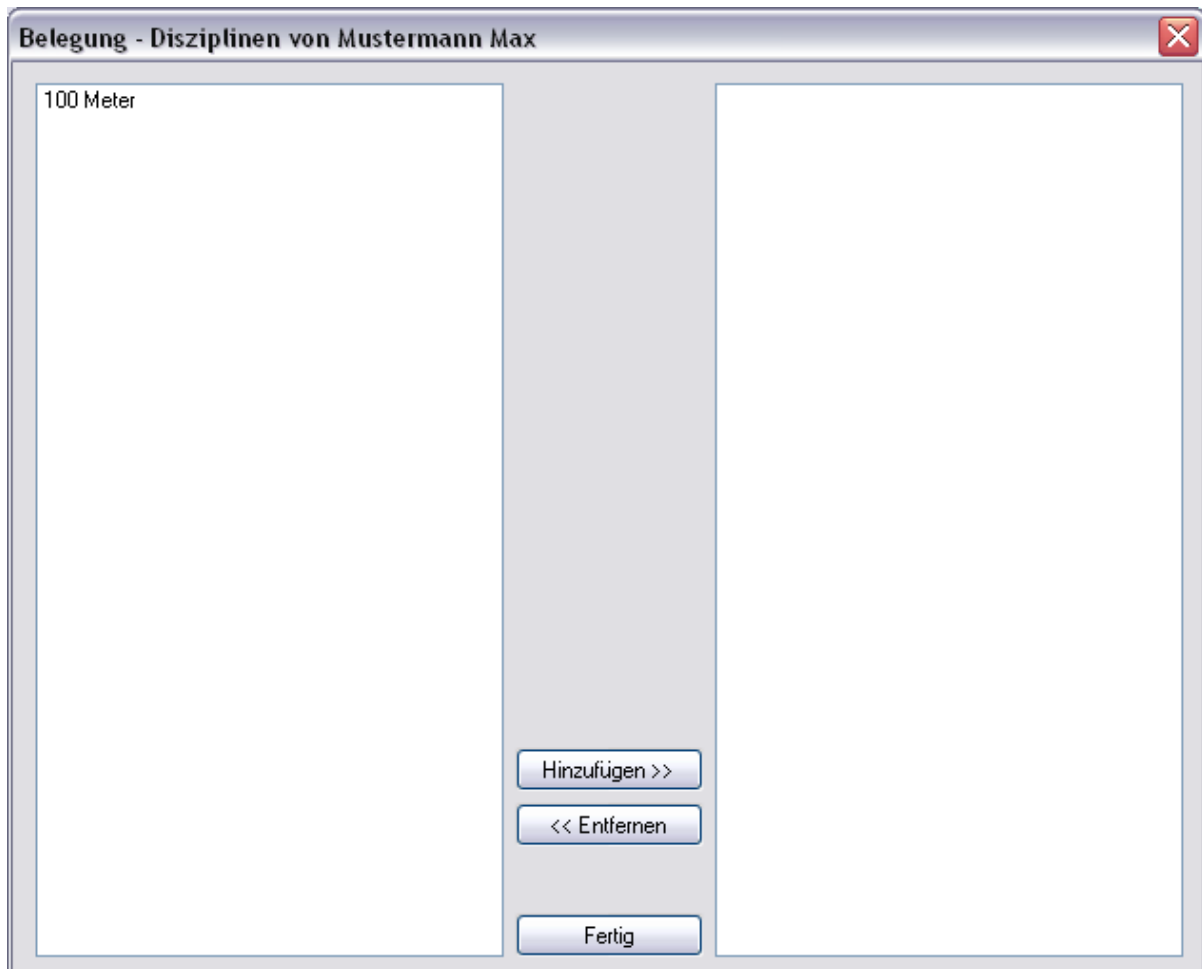 Belegung - Disziplinen von Mustermann Max
100 Meter
Hinzufügen >>
<< Entfernen
Fertig